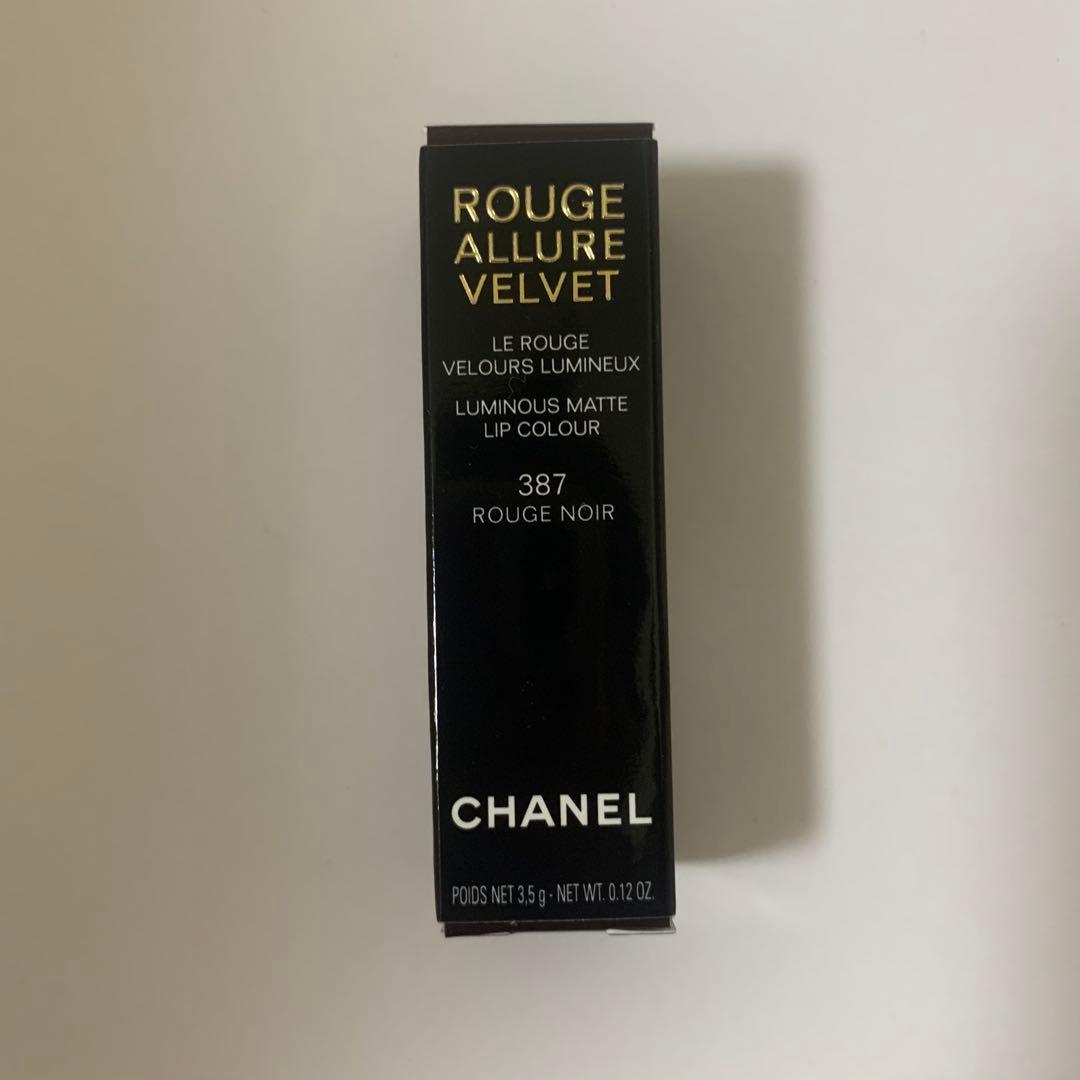 ROUGE
ALLURE
VELVET
LE ROUGE
VELOURS LUMINEUX
LUMINOUS MATTE
LIP COLOUR
387
ROUGE NOIR
CHANEL
POIDS NET 3,5 g - NET WT. 0.12 OZ.